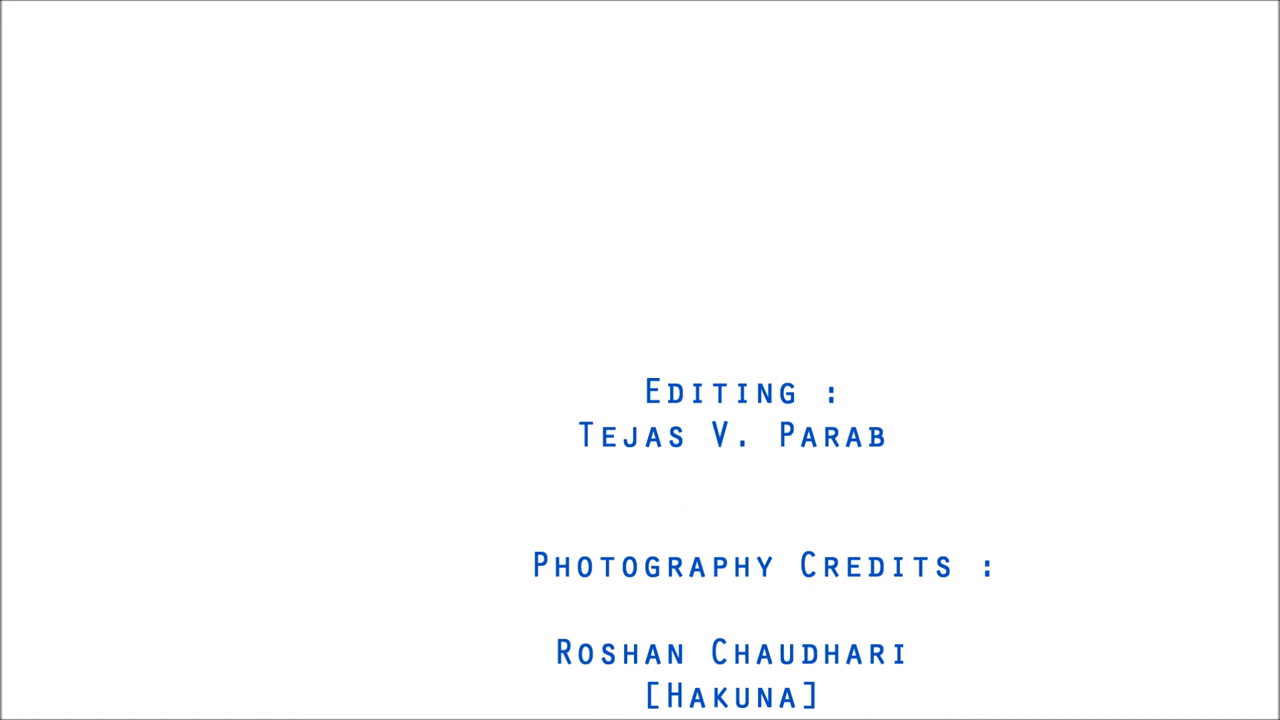 Editing :
Tejas V. Parab
Photography Credits :
Roshan Chaudhari
[Hakuna]